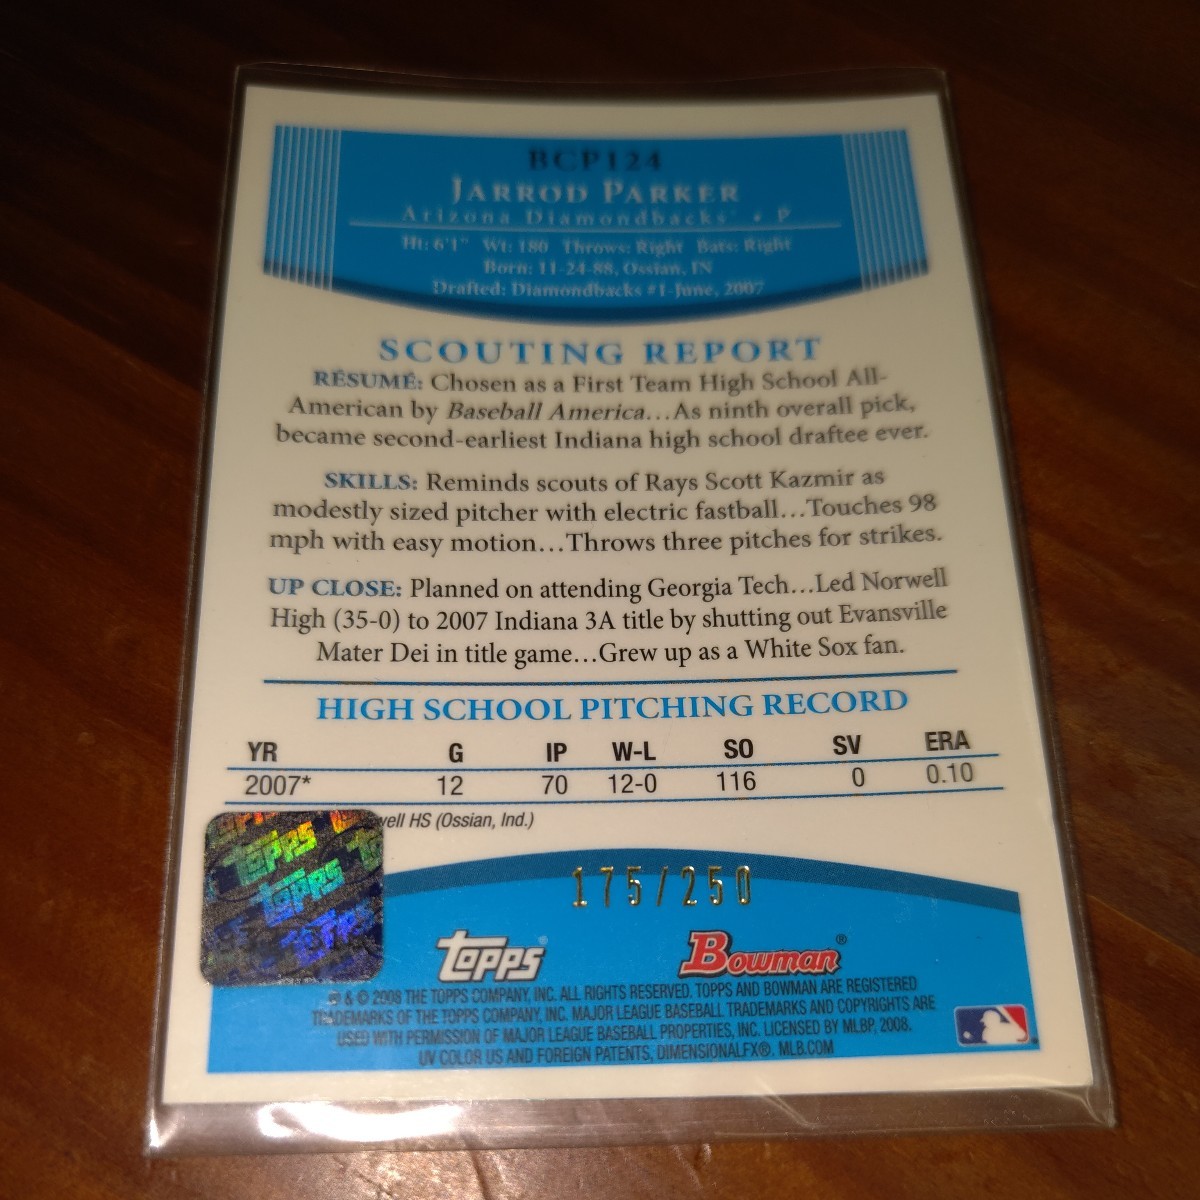 BCP124
JARROD PARKER
Arizona Diamondbacks™ • P
Ht: 6'1" Wt: 180 Throws: Right Bats: Right
Born: 11-24-88, Ossian, IN
Drafted: Diamondbacks #1-June, 2007
SCOUTING REPORT
RÉSUMÉ: Chosen as a First Team High School All-
American by Baseball America...As ninth overall pick,
became second-earliest Indiana high school draftee ever.
SKILLS: Reminds scouts of Rays Scott Kazmir as
modestly sized pitcher with electric fastball...Touches 98
mph with easy motion...Throws three pitches for strikes.
UP CLOSE: Planned on attending Georgia Tech...Led Norwell
High (35-0) to 2007 Indiana 3A title by shutting out Evansville
Mater Dei in title game...Grew up as a White Sox fan.
HIGH SCHOOL PITCHING RECORD
YR G IP W-L SO SV ERA
2007* 12 70 12-0 116 0 0.10
well HS (Ossian, Ind.)
TOPPS
TOPPS
TOPPS
TOPPS
175/250
Topps® Bowman®
® & © 2008 THE TOPPS COMPANY, INC. ALL RIGHTS RESERVED. TOPPS AND BOWMAN ARE REGISTERED
TRADEMARKS OF THE TOPPS COMPANY, INC. MAJOR LEAGUE BASEBALL TRADEMARKS AND COPYRIGHTS ARE
USED WITH PERMISSION OF MAJOR LEAGUE BASEBALL PROPERTIES, INC. LICENSED BY MLBP, 2008.
UV COLOR US AND FOREIGN PATENTS, DIMENSIONALFX®. MLB.COM